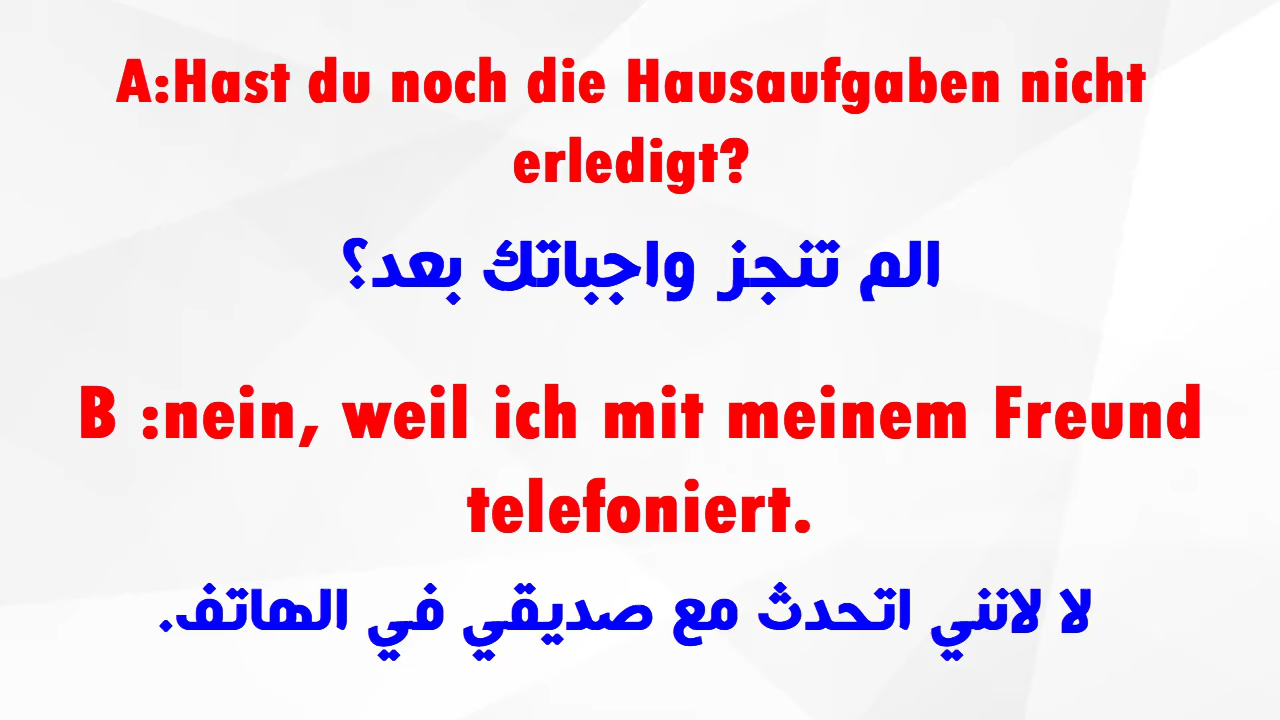 A:Hast du noch die Hausaufgaben nicht
erledigt?
الم تنجز واجباتك بعد؟
B :nein, weil ich mit meinem Freund
telefoniert.
لا لانني اتحدث مع صديقي في الهاتف.